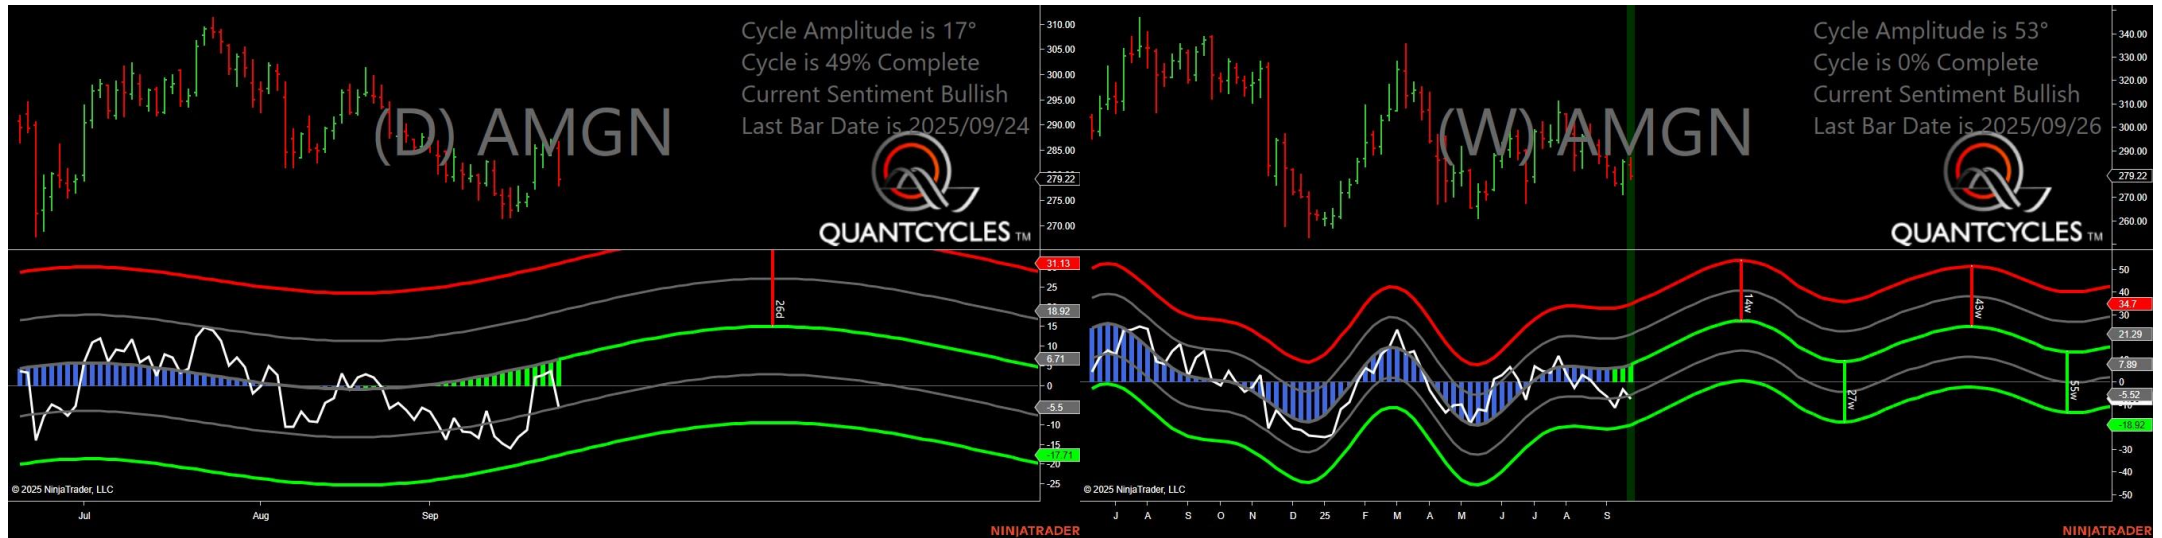 Cycle Amplitude is 17°
Cycle is 49% Complete
Current Sentiment Bullish
Last Bar Date is 2025/09/24
(D) AMGN
QUANTCYCLES TM
310.00
305.00
300.00
295.00
290.00
285.00
279.22
275.00
270.00
31.13
25
18.92
15
10
6.71
5
0
-5.5
-10
-15
-17.71
-20
-25
26d
© 2025 NinjaTrader, LLC
Jul
Aug
Sep
NINJATRADER
Cycle Amplitude is 53°
Cycle is 0% Complete
Current Sentiment Bullish
Last Bar Date is 2025/09/26
(W) AMGN
QUANTCYCLES TM
340.00
330.00
320.00
310.00
300.00
290.00
279.22
270.00
260.00
50
40
34.7
30
21.29
7.89
0
-5.52
-18.92
-30
-40
-50
14w
27w
43w
55w
© 2025 NinjaTrader, LLC
J A S O N D 25 F M A M J J A S
NINJATRADER